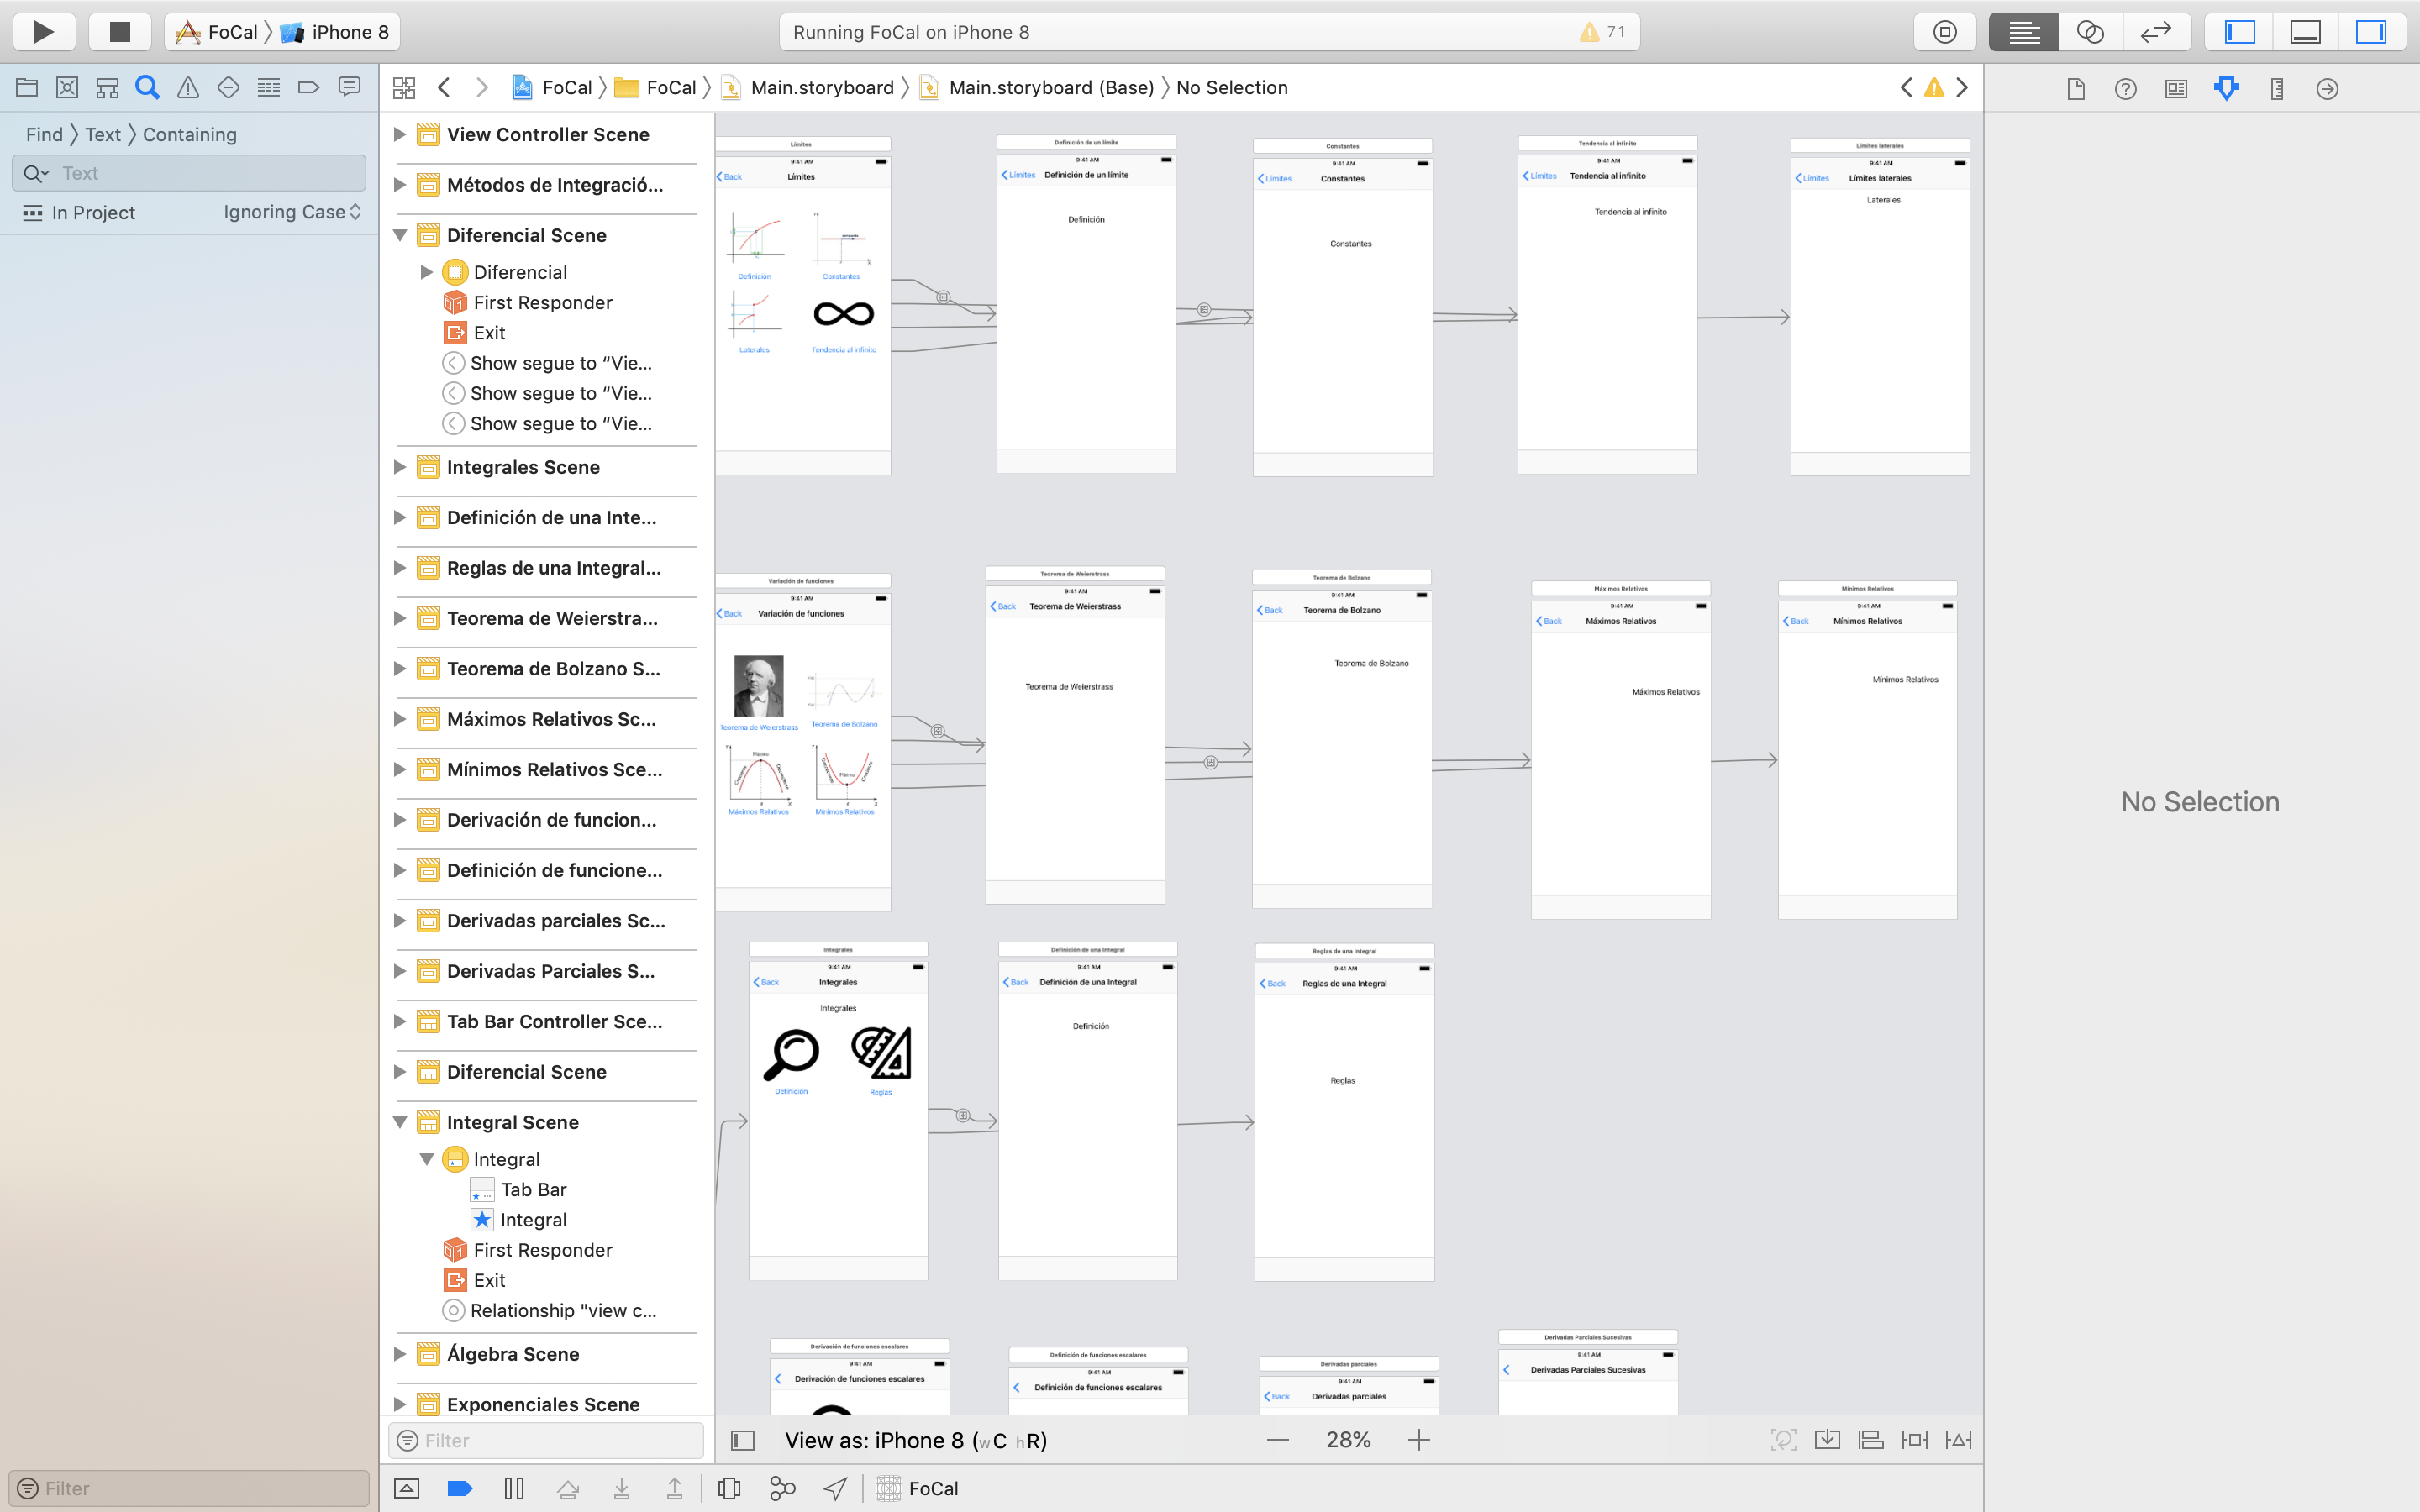 FoCal iPhone 8
Running FoCal on iPhone 8
71
FoCal FoCal Main.storyboard Main.storyboard (Base) No Selection
Find Text Containing
Text
In Project Ignoring Case
View Controller Scene
Métodos de Integració...
Diferencial Scene
Diferencial
First Responder
Exit
Show segue to “Vie...
Show segue to “Vie...
Show segue to “Vie...
Integrales Scene
Definición de una Inte...
Reglas de una Integral...
Teorema de Weierstra...
Teorema de Bolzano S...
Máximos Relativos Sc...
Mínimos Relativos Sce...
Derivación de funcion...
Definición de funcione...
Derivadas parciales Sc...
Derivadas Parciales S...
Tab Bar Controller Sce...
Diferencial Scene
Integral Scene
Integral
Tab Bar
Integral
First Responder
Exit
Relationship "view c...
Álgebra Scene
Exponenciales Scene
Filter
Filter
Límites
9:41 AM
Back Límites
Definición
Constantes
Laterales
Tendencia al infinito
Definición de un límite
9:41 AM
Límites Definición de un límite
Definición
Constantes
9:41 AM
Límites Constantes
Constantes
Tendencia al infinito
9:41 AM
Límites Tendencia al infinito
Tendencia al infinito
Límites laterales
9:41 AM
Límites Límites laterales
Laterales
Variación de funciones
9:41 AM
Back Variación de funciones
Teorema de Weierstrass
Teorema de Bolzano
Máximos Relativos
Mínimos Relativos
Teorema de Weierstrass
9:41 AM
Back Teorema de Weierstrass
Teorema de Weierstrass
Teorema de Bolzano
9:41 AM
Back Teorema de Bolzano
Teorema de Bolzano
Máximos Relativos
9:41 AM
Back Máximos Relativos
Máximos Relativos
Mínimos Relativos
9:41 AM
Back Mínimos Relativos
Mínimos Relativos
Integrales
9:41 AM
Back Integrales
Integrales
Definición
Reglas
Definición de una Integral
9:41 AM
Back Definición de una Integral
Definición
Reglas de una Integral
9:41 AM
Back Reglas de una Integral
Reglas
Derivación de funciones escalares
9:41 AM
Derivación de funciones escalares
Definición de funciones escalares
9:41 AM
Definición de funciones escalares
Derivadas parciales
9:41 AM
Back Derivadas parciales
Derivadas Parciales Sucesivas
9:41 AM
Derivadas Parciales Sucesivas
No Selection
View as: iPhone 8 (wC hR)
28%
FoCal